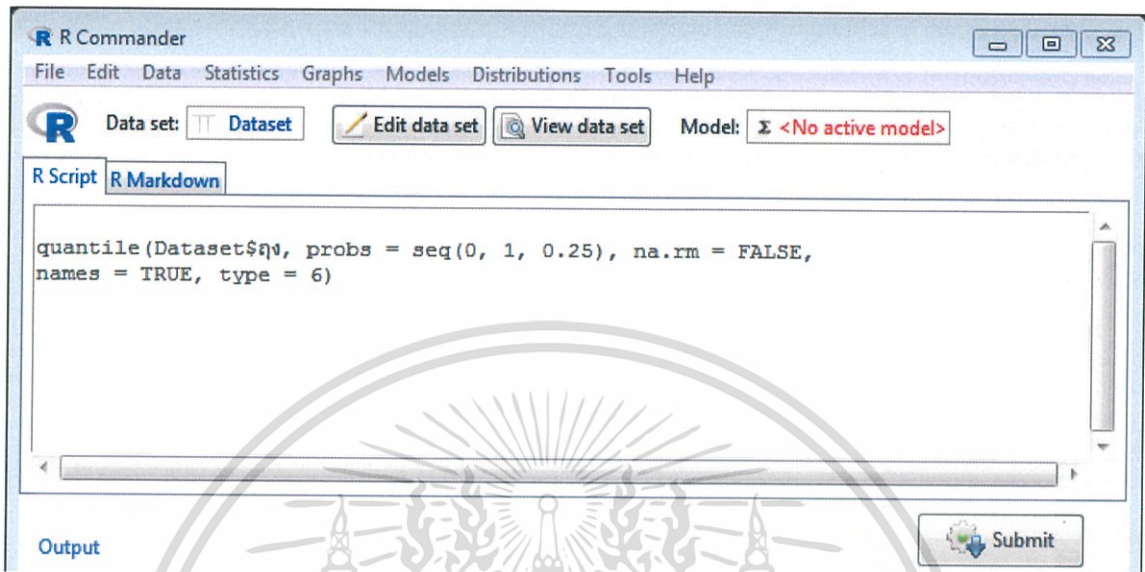 R Commander
File Edit Data Statistics Graphs Models Distributions Tools Help
R Data set: Dataset Edit data set View data set Model: Σ <No active model>
R Script R Markdown
quantile(Dataset$ถุง, probs = seq(0, 1, 0.25), na.rm = FALSE,
names = TRUE, type = 6)
Output Submit